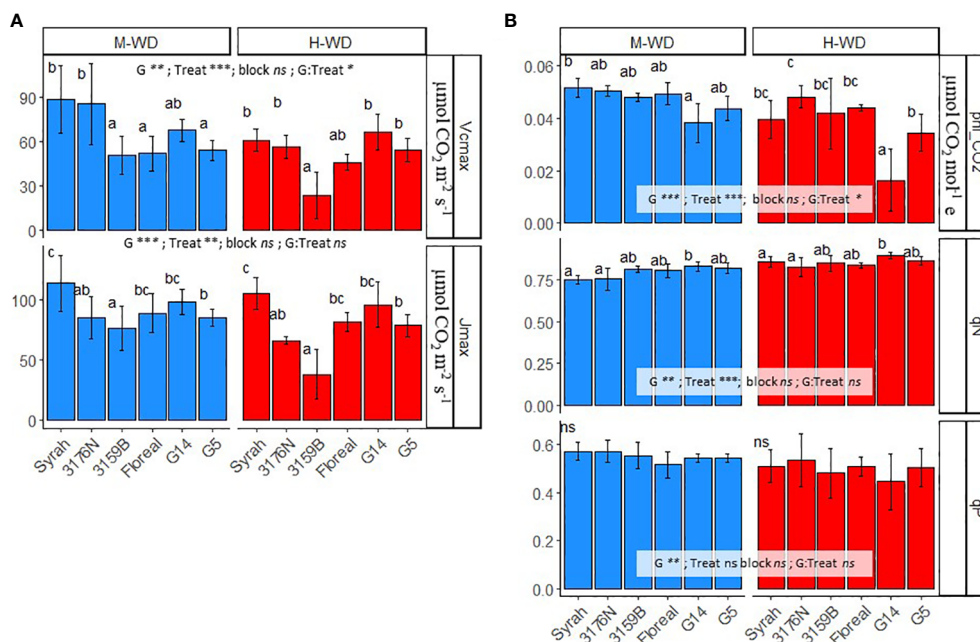 A
M-WD
H-WD
G ** ; Treat ***; block ns ; G:Treat *
b
b
a
a
ab
a
b
b
a
ab
b
b
90
60
30
0
Vcmax
µmol CO2 m-2 s-1
G *** ; Treat **; block ns ; G:Treat ns
c
ab
a
bc
bc
b
c
ab
a
bc
bc
b
100
50
0
Jmax
µmol CO2 m-2 s-1
Syrah
3176N
3159B
Floreal
G14
G5
Syrah
3176N
3159B
Floreal
G14
G5
B
M-WD
H-WD
b
ab
ab
ab
a
ab
bc
c
bc
bc
a
b
0.06
0.04
0.02
0.00
G *** ; Treat ***; block ns ; G:Treat *
µmol CO2 mol-1 e
a
a
ab
ab
b
ab
a
ab
ab
ab
b
ab
0.75
0.50
0.25
0.00
G ** ; Treat ***; block ns ; G:Treat ns
qN
ns
ns
0.6
0.4
0.2
0.0
G ** ; Treat ns block ns ; G:Treat ns
qP
Syrah
3176N
3159B
Floreal
G14
G5
Syrah
3176N
3159B
Floreal
G14
G5